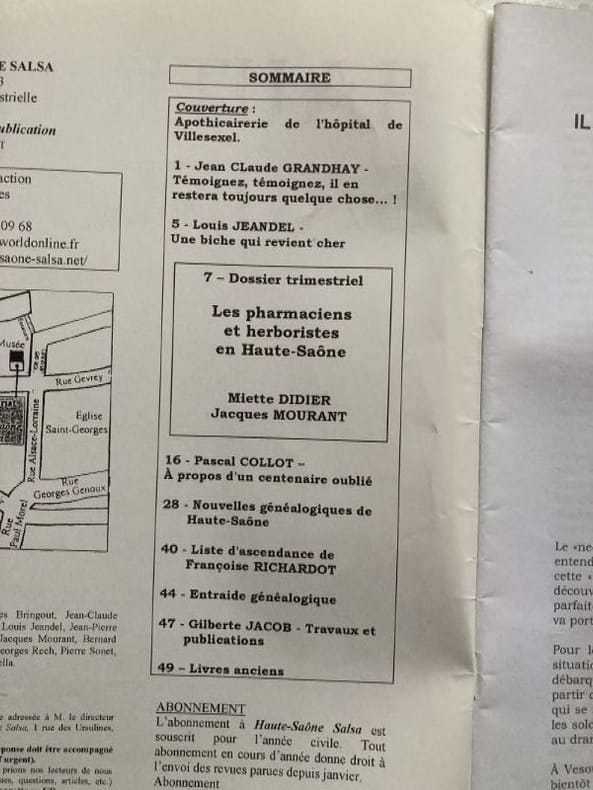 E SALSA
3
strielle
ublication
T
action
es
09 68
worldonline.fr
saone-salsa.net/
Musée
Rue Gevrey
Rue Alsace-Lorraine
Eglise
Saint-Georges
Rue
Georges Genoux
Rue
Paul Morel
es Bringout, Jean-Claude
Louis Jeandel, Jean-Pierre
Jacques Mourant, Bernard
eorges Rech, Pierre Sonet,
ella.
e adressée à M. le directeur
e Salsa, 1 rue des Ursulines,
ponse doit être accompagné
urgent).
prions nos lecteurs de nous
ues, questions, articles, etc.)
SOMMAIRE
Couverture :
Apothicairerie de l'hôpital de
Villesexel.
1 - Jean CLaude GRANDHAY -
Témoignez, témoignez, il en
restera toujours quelque chose... !
5 - Louis JEANDEL -
Une biche qui revient cher
7 – Dossier trimestriel
Les pharmaciens
et herboristes
en Haute-Saône
Miette DIDIER
Jacques MOURANT
16 - Pascal COLLOT –
À propos d'un centenaire oublié
28 - Nouvelles généalogiques de
Haute-Saône
40 - Liste d'ascendance de
Françoise RICHARDOT
44 - Entraide généalogique
47 - Gilberte JACOB - Travaux et
publications
49 – Livres anciens
ABONNEMENT
L'abonnement à Haute-Saône Salsa est
souscrit pour l'année civile. Tout
abonnement en cours d'année donne droit à
l'envoi des revues parues depuis janvier.
Abonnement
IL
Le «ne
entend
cette «
découv
parfait
va port
Pour l
situati
débarq
partir
qui se
les sol
au dra
À Veso
bientôt